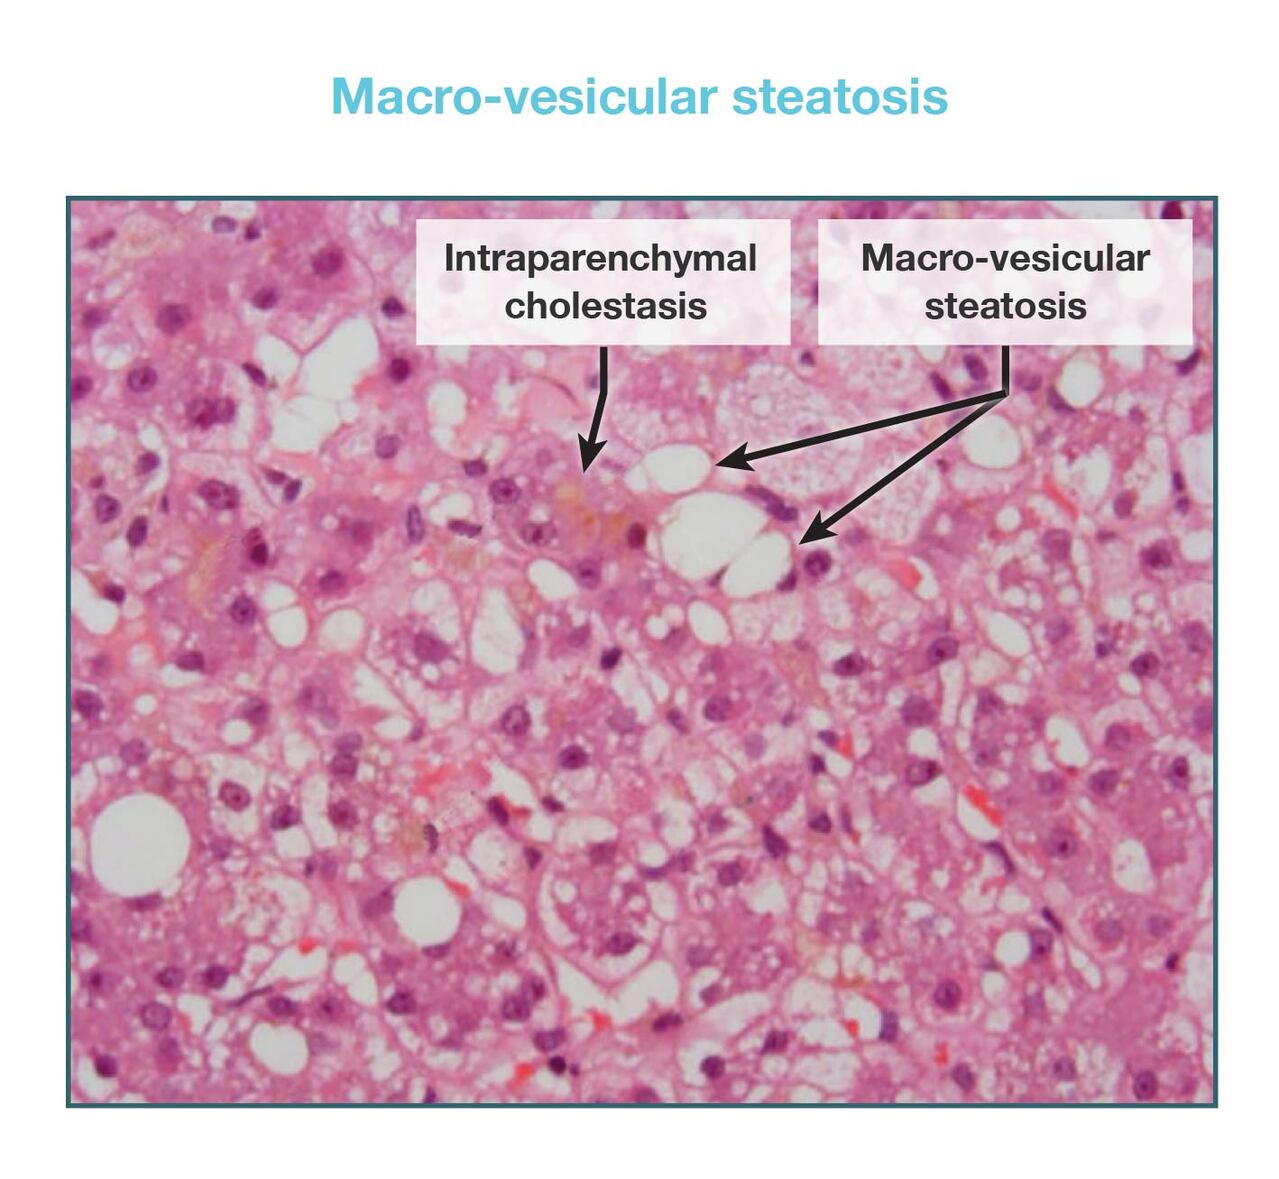 Macro-vesicular steatosis
Intraparenchymal
cholestasis
Macro-vesicular
steatosis